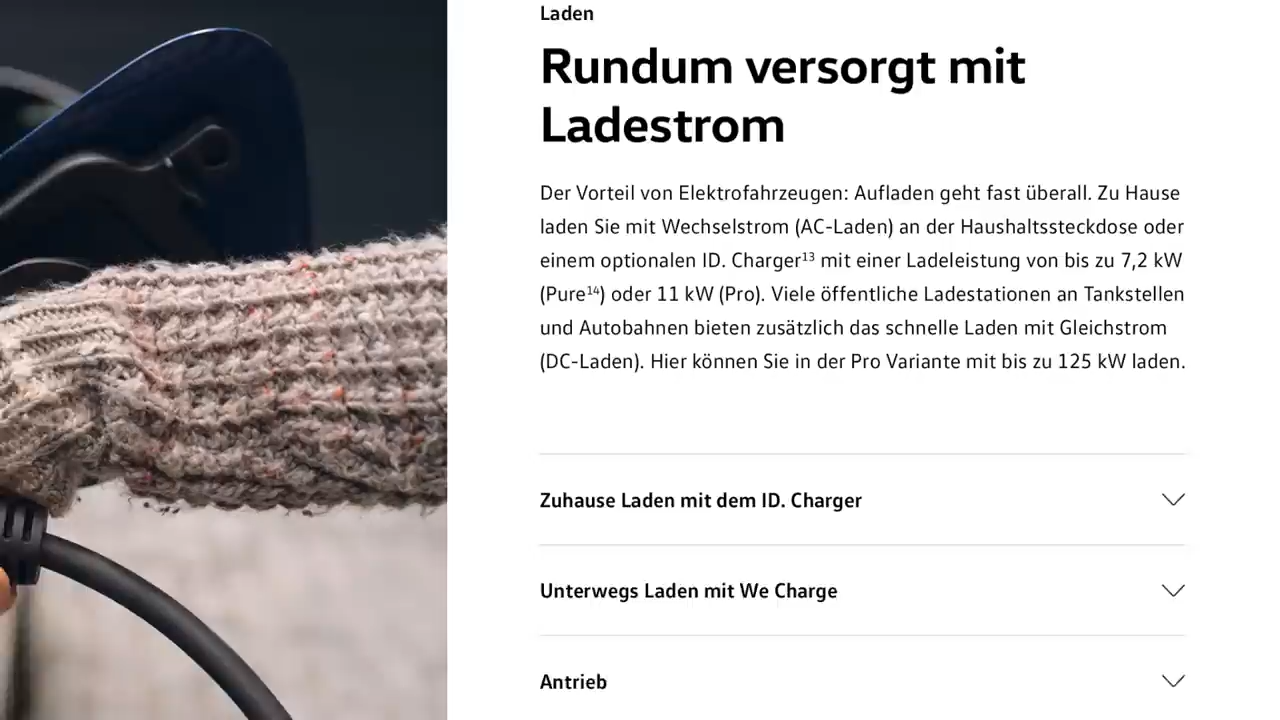 Laden
Rundum versorgt mit
Ladestrom
Der Vorteil von Elektrofahrzeugen: Aufladen geht fast überall. Zu Hause
laden Sie mit Wechselstrom (AC-Laden) an der Haushaltssteckdose oder
einem optionalen ID. Charger¹³ mit einer Ladeleistung von bis zu 7,2 kW
(Pure¹⁴) oder 11 kW (Pro). Viele öffentliche Ladestationen an Tankstellen
und Autobahnen bieten zusätzlich das schnelle Laden mit Gleichstrom
(DC-Laden). Hier können Sie in der Pro Variante mit bis zu 125 kW laden.
Zuhause Laden mit dem ID. Charger
Unterwegs Laden mit We Charge
Antrieb